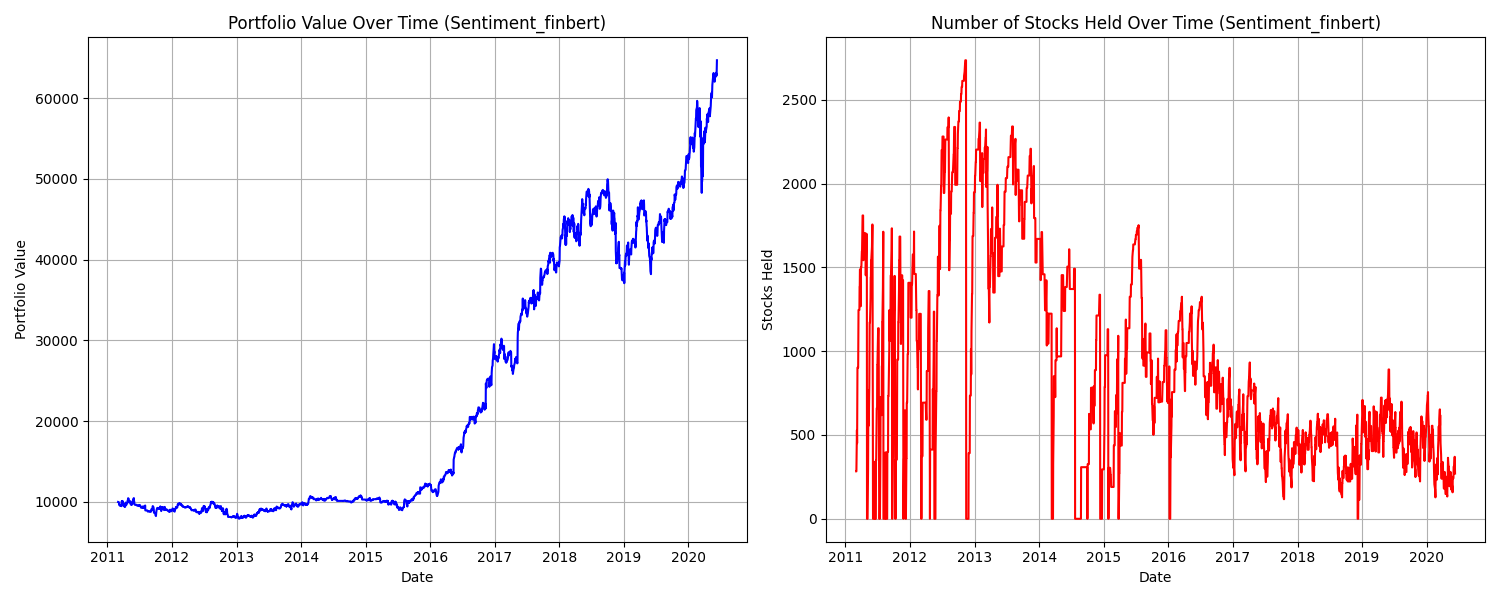 Portfolio Value Over Time (Sentiment_finbert)
Portfolio Value
60000
50000
40000
30000
20000
10000
2011 2012 2013 2014 2015 2016 2017 2018 2019 2020
Date
Number of Stocks Held Over Time (Sentiment_finbert)
Stocks Held
2500
2000
1500
1000
500
0
2011 2012 2013 2014 2015 2016 2017 2018 2019 2020
Date